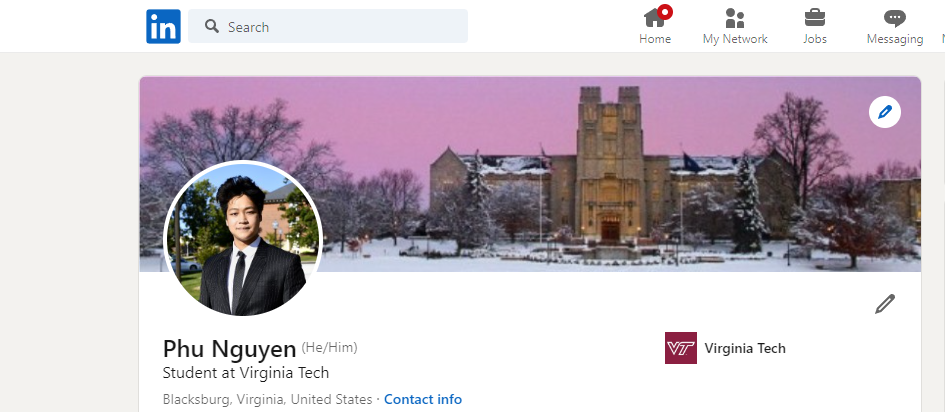 in Search
Home My Network Jobs Messaging
Phu Nguyen (He/Him)
VT Virginia Tech
Student at Virginia Tech
Blacksburg, Virginia, United States · Contact info